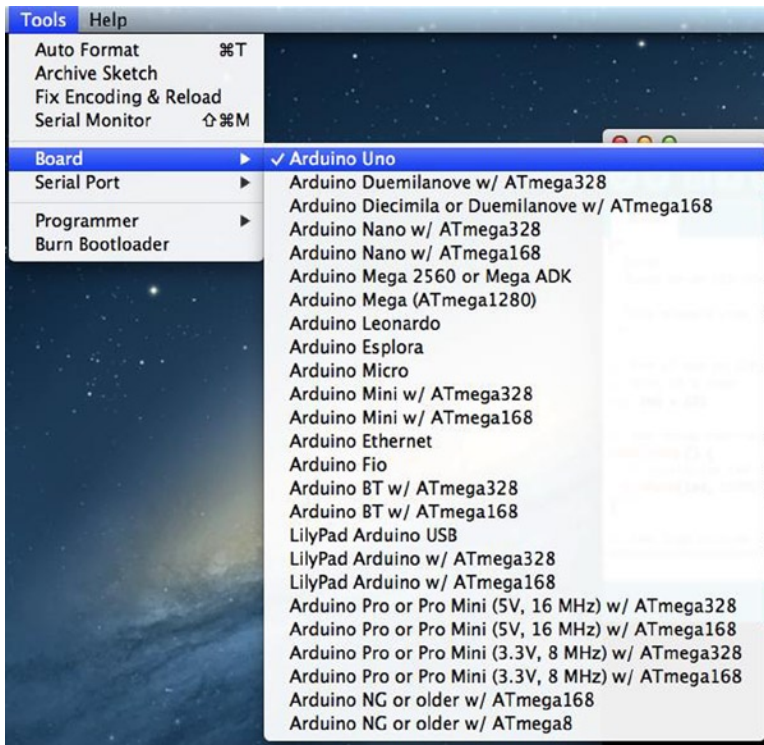 Tools Help
Auto Format ⌘T
Archive Sketch
Fix Encoding & Reload
Serial Monitor ⇧⌘M
Board ▶
Serial Port ▶
Programmer ▶
Burn Bootloader
✓ Arduino Uno
Arduino Duemilanove w/ ATmega328
Arduino Diecimila or Duemilanove w/ ATmega168
Arduino Nano w/ ATmega328
Arduino Nano w/ ATmega168
Arduino Mega 2560 or Mega ADK
Arduino Mega (ATmega1280)
Arduino Leonardo
Arduino Esplora
Arduino Micro
Arduino Mini w/ ATmega328
Arduino Mini w/ ATmega168
Arduino Ethernet
Arduino Fio
Arduino BT w/ ATmega328
Arduino BT w/ ATmega168
LilyPad Arduino USB
LilyPad Arduino w/ ATmega328
LilyPad Arduino w/ ATmega168
Arduino Pro or Pro Mini (5V, 16 MHz) w/ ATmega328
Arduino Pro or Pro Mini (5V, 16 MHz) w/ ATmega168
Arduino Pro or Pro Mini (3.3V, 8 MHz) w/ ATmega328
Arduino Pro or Pro Mini (3.3V, 8 MHz) w/ ATmega168
Arduino NG or older w/ ATmega168
Arduino NG or older w/ ATmega8